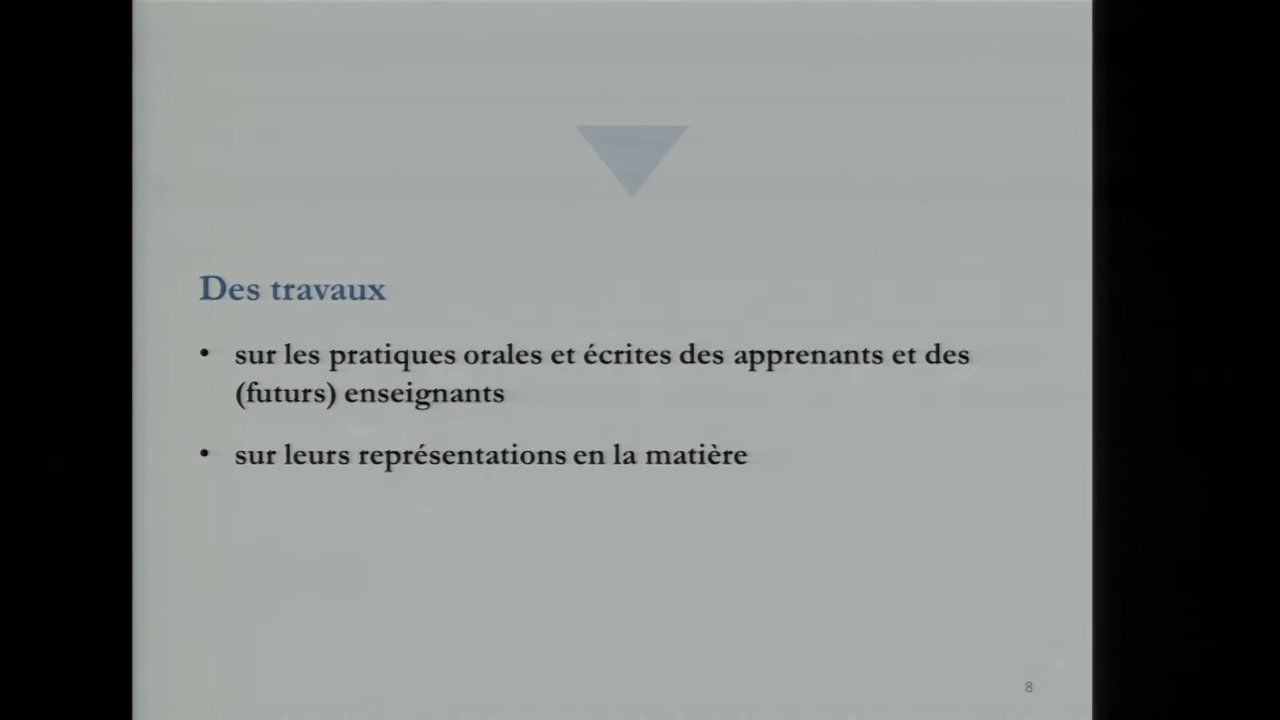 Des travaux
• sur les pratiques orales et écrites des apprenants et des
(futurs) enseignants
• sur leurs représentations en la matière
8